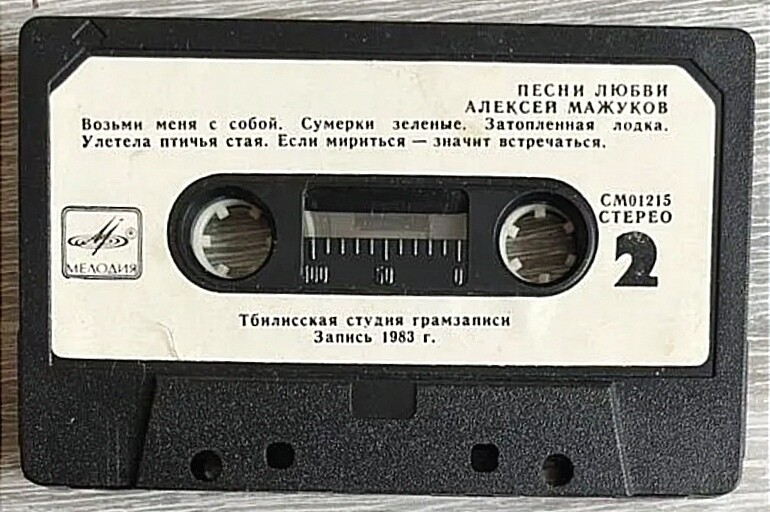 ПЕСНИ ЛЮБВИ
АЛЕКСЕЙ МАЖУКОВ
Возьми меня с собой. Сумерки зеленые. Затопленная лодка.
Улетела птичья стая. Если мириться — значит встречаться.
СМ01215
СТЕРЕО
2
МЕЛОДИЯ
100 50 0
Тбилисская студия грамзаписи
Запись 1983 г.